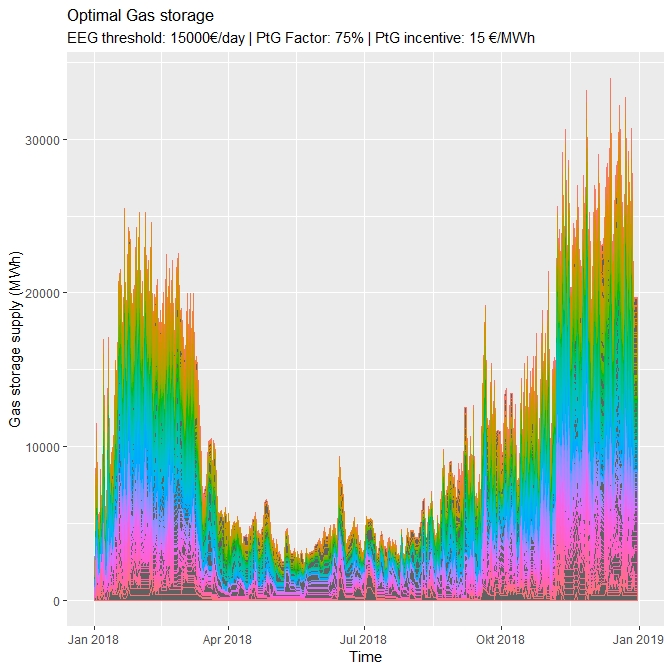 Optimal Gas storage
EEG threshold: 15000€/day | PtG Factor: 75% | PtG incentive: 15 €/MWh
Gas storage supply (MWh)
30000
20000
10000
0
Jan 2018
Apr 2018
Jul 2018
Okt 2018
Jan 2019
Time